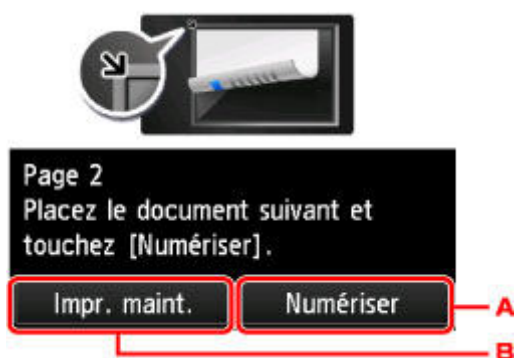 Page 2
Placez le document suivant et
touchez [Numériser].
Impr. maint.
Numériser
A
B